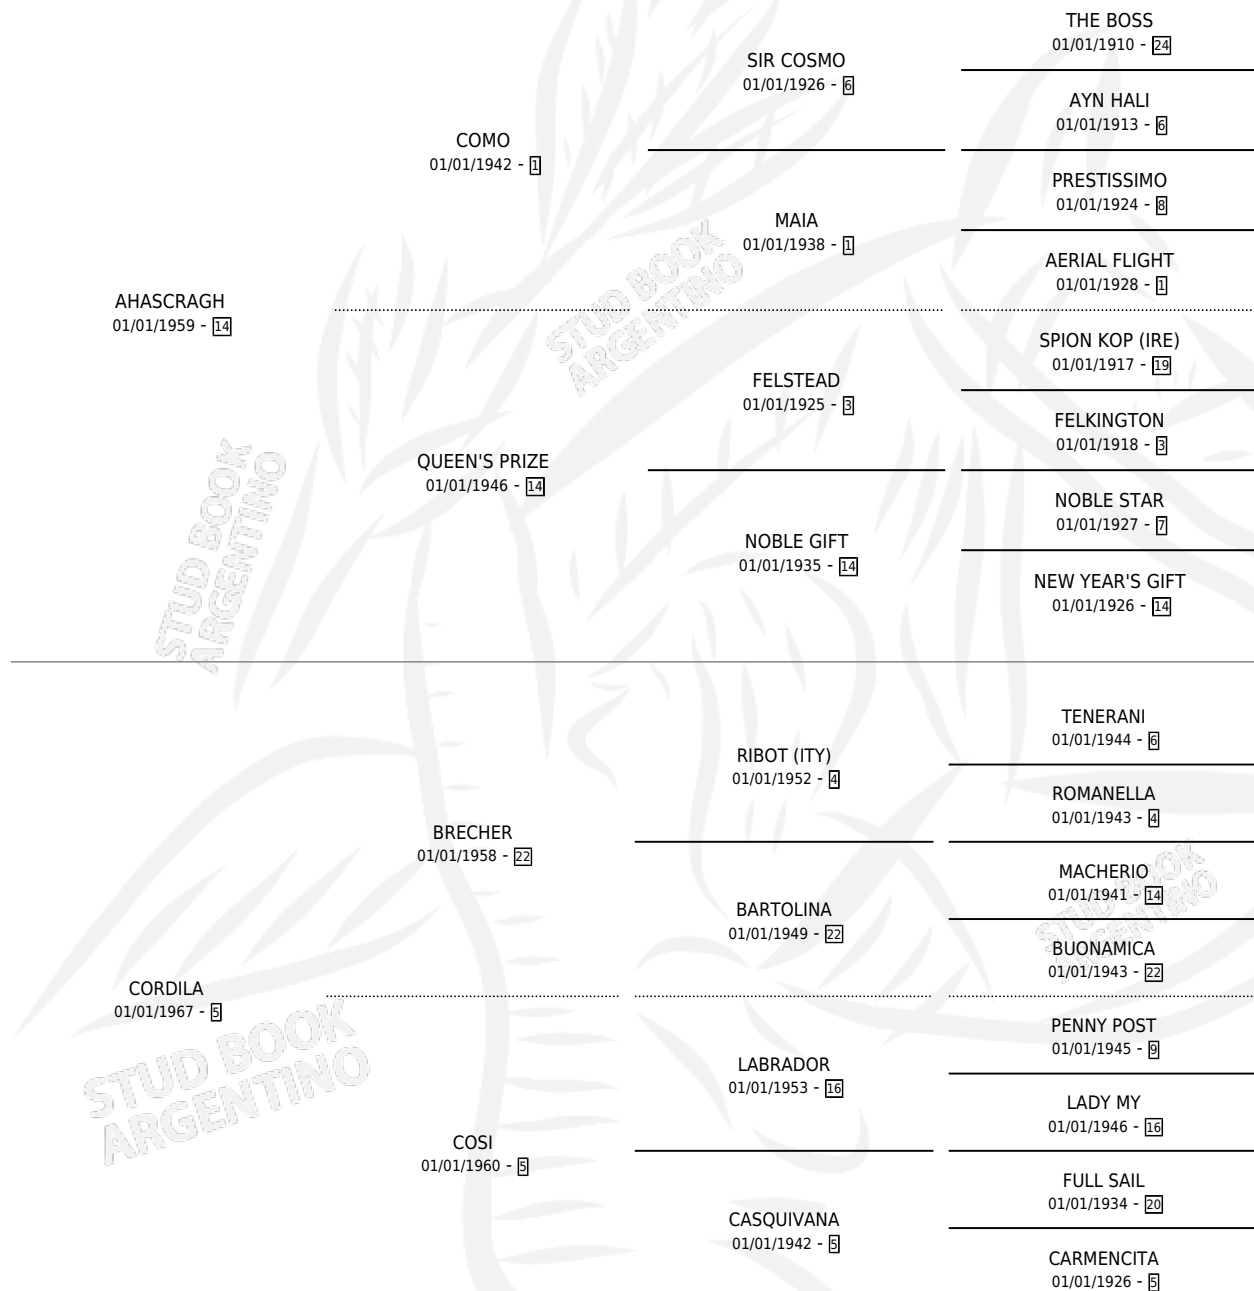 THE BOSS
01/01/1910 - 24
SIR COSMO
01/01/1926 - 6
AYN HALI
01/01/1913 - 6
COMO
01/01/1942 - 1
PRESTISSIMO
01/01/1924 - 8
MAIA
01/01/1938 - 1
AERIAL FLIGHT
01/01/1928 - 1
AHASCRAGH
01/01/1959 - 14
SPION KOP (IRE)
01/01/1917 - 19
FELSTEAD
01/01/1925 - 3
FELKINGTON
01/01/1918 - 3
QUEEN'S PRIZE
01/01/1946 - 14
NOBLE STAR
01/01/1927 - 7
NOBLE GIFT
01/01/1935 - 14
NEW YEAR'S GIFT
01/01/1926 - 14
TENERANI
01/01/1944 - 6
RIBOT (ITY)
01/01/1952 - 4
ROMANELLA
01/01/1943 - 4
BRECHER
01/01/1958 - 22
MACHERIO
01/01/1941 - 14
BARTOLINA
01/01/1949 - 22
BUONAMICA
01/01/1943 - 22
CORDILA
01/01/1967 - 5
PENNY POST
01/01/1945 - 9
LABRADOR
01/01/1953 - 16
LADY MY
01/01/1946 - 16
COSI
01/01/1960 - 5
FULL SAIL
01/01/1934 - 20
CASQUIVANA
01/01/1942 - 5
CARMENCITA
01/01/1926 - 5
STUD BOOK
ARGENTINO
STUD BOOK
ARGENTINO
STUD BOOK
ARGENTINO
STUD BOOK
ARGENTINO